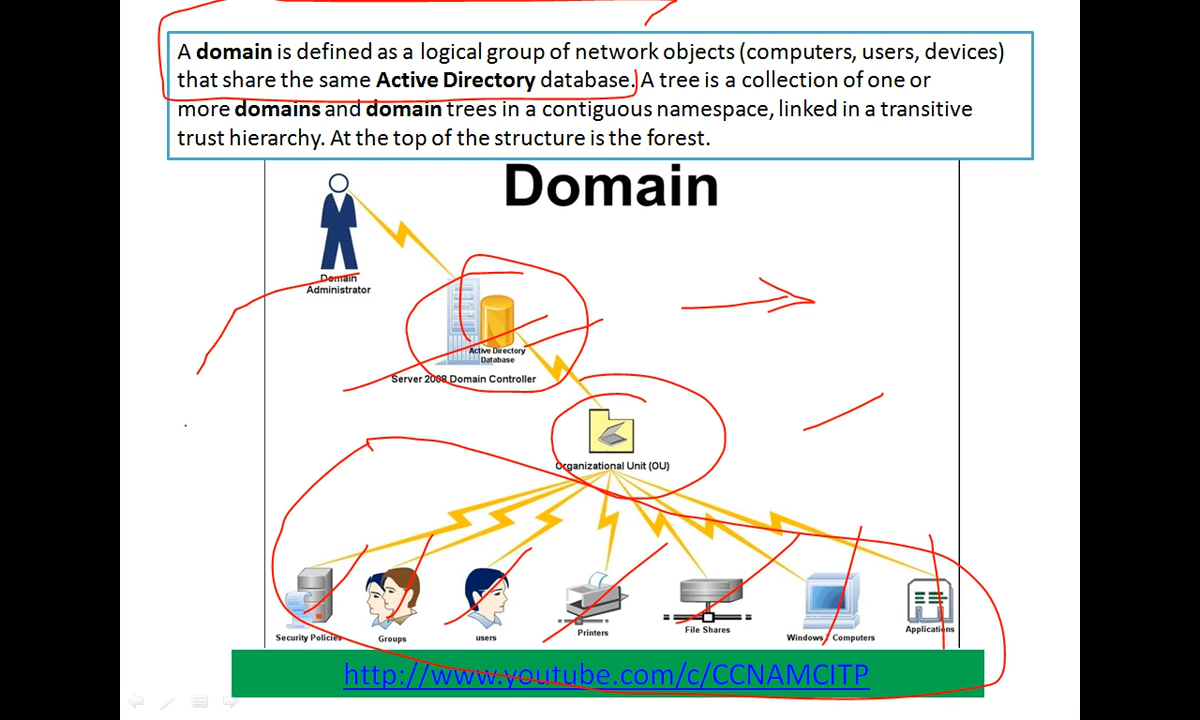 A domain is defined as a logical group of network objects (computers, users, devices)
that share the same Active Directory database. A tree is a collection of one or
more domains and domain trees in a contiguous namespace, linked in a transitive
trust hierarchy. At the top of the structure is the forest.
Domain
Domain
Administrator
Active Directory
Database
Server 2008 Domain Controller
Organizational Unit (OU)
Security Policies
Groups
users
Printers
File Shares
Windows / Computers
Applications
http://www.youtube.com/c/CCNAMCITP